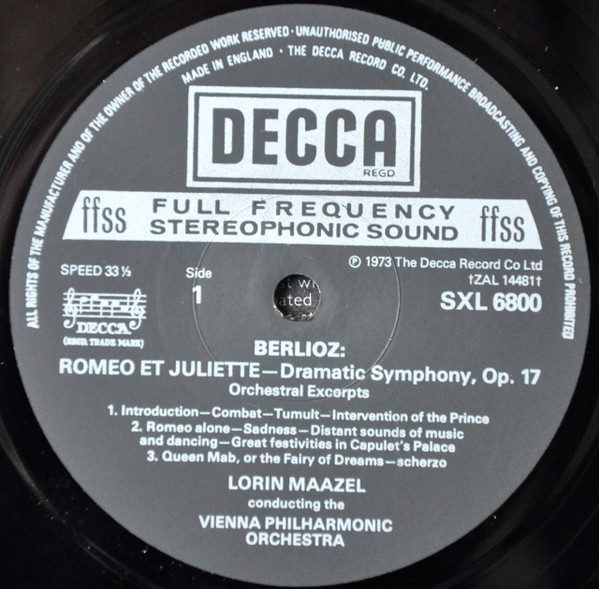 ALL RIGHTS OF THE MANUFACTURER AND OF THE OWNER OF THE RECORDED WORK RESERVED · UNAUTHORISED PUBLIC PERFORMANCE BROADCASTING AND COPYING OF THIS RECORD PROHIBITED
MADE IN ENGLAND · THE DECCA RECORD CO. LTD.
DECCA
REGD
ffss FULL FREQUENCY STEREOPHONIC SOUND ffss
SPEED 33⅓
Side
1
℗ 1973 The Decca Record Co Ltd
†ZAL 14481†
SXL 6800
DECCA
(REGD. TRADE MARK)
BERLIOZ:
ROMEO ET JULIETTE—Dramatic Symphony, Op. 17
Orchestral Excerpts
1. Introduction—Combat—Tumult—Intervention of the Prince
2. Romeo alone—Sadness—Distant sounds of music
and dancing—Great festivities in Capulet's Palace
3. Queen Mab, or the Fairy of Dreams—scherzo
LORIN MAAZEL
conducting the
VIENNA PHILHARMONIC
ORCHESTRA